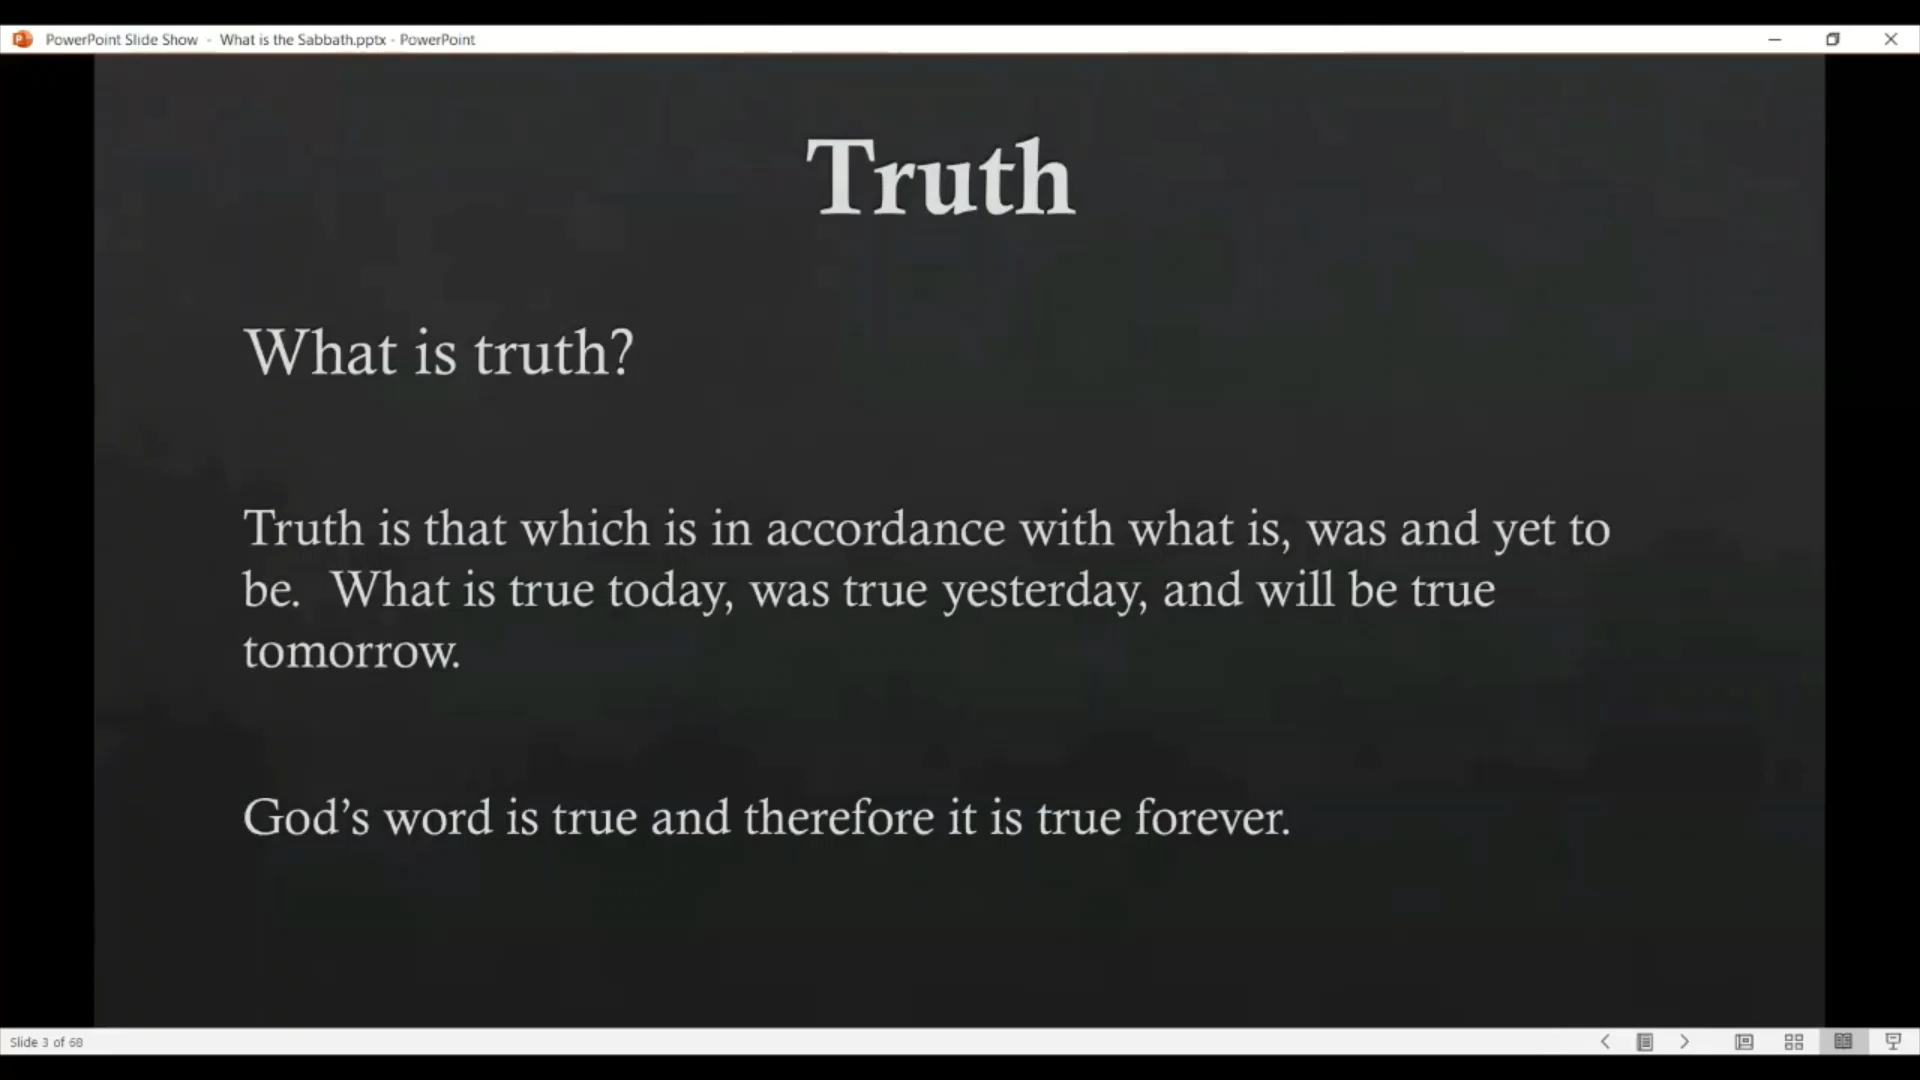 PowerPoint Slide Show - What is the Sabbath.pptx - PowerPoint
Truth
What is truth?
Truth is that which is in accordance with what is, was and yet to
be.  What is true today, was true yesterday, and will be true
tomorrow.
God’s word is true and therefore it is true forever.
Slide 3 of 68